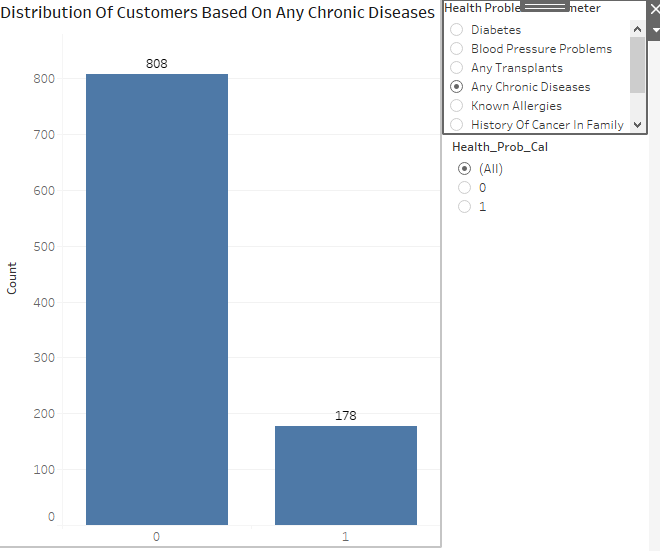 Distribution Of Customers Based On Any Chronic Diseases
808
800
700
600
500
400
300
200
100
0
Count
178
0
1
Health
Diabetes
Blood Pressure Problems
Any Transplants
Any Chronic Diseases
Known Allergies
History Of Cancer In Family
Health_Prob_Cal
(All)
0
1